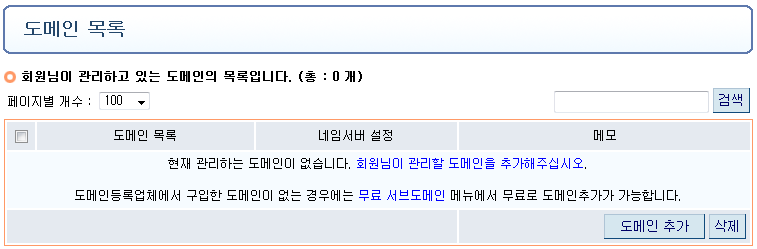 도메인 목록
회원님이 관리하고 있는 도메인의 목록입니다. (총 : 0 개)
페이지별 개수 : 100 검색
도메인 목록 네임서버 설정 메모
현재 관리하는 도메인이 없습니다. 회원님이 관리할 도메인을 추가해주십시오.
도메인등록업체에서 구입한 도메인이 없는 경우에는 무료 서브도메인 메뉴에서 무료로 도메인추가가 가능합니다.
도메인 추가 삭제